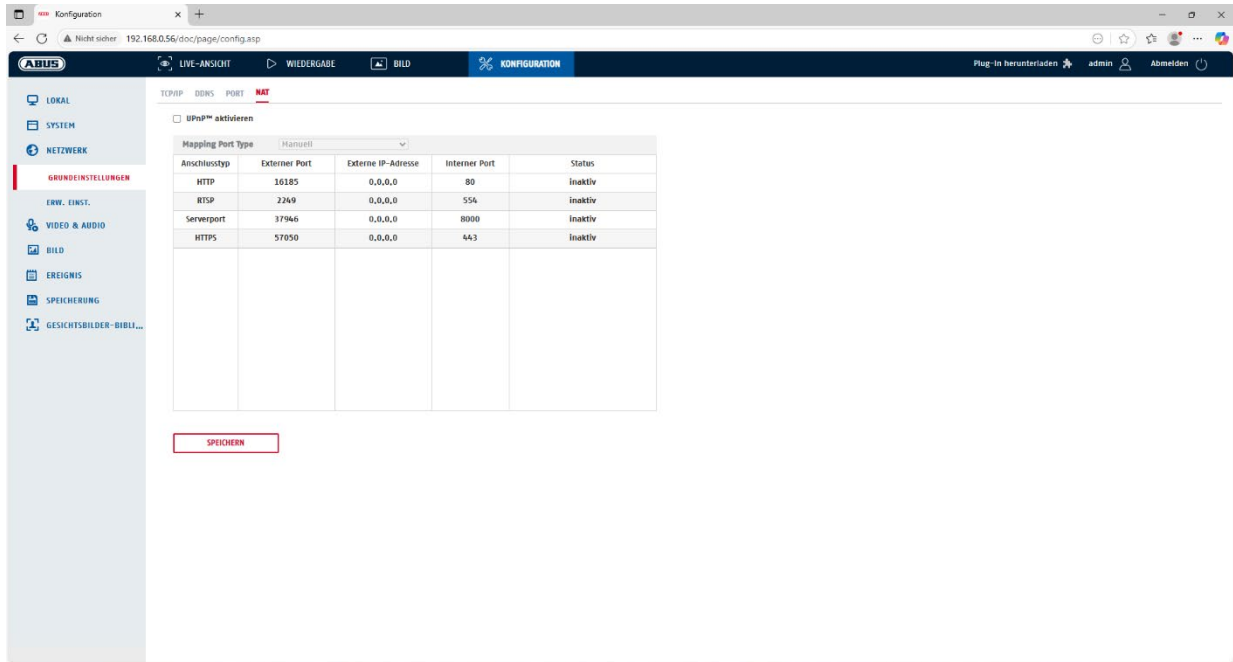 Konfiguration
Nicht sicher 192.168.0.56/doc/page/config.asp
ABUS LIVE-ANSICHT WIEDERGABE BILD KONFIGURATION Plug-In herunterladen admin Abmelden
LOKAL
SYSTEM
NETZWERK
GRUNDEINSTELLUNGEN
ERW. EINST.
VIDEO & AUDIO
BILD
EREIGNIS
SPEICHERUNG
GESICHTSBILDER-BIBLI...
TCP/IP DDNS PORT NAT
UPnP™ aktivieren
Mapping Port Type Manuell
Anschlusstyp Externer Port Externe IP-Adresse Interner Port Status
HTTP 16185 0.0.0.0 80 inaktiv
RTSP 2249 0.0.0.0 554 inaktiv
Serverport 37946 0.0.0.0 8000 inaktiv
HTTPS 57050 0.0.0.0 443 inaktiv
SPEICHERN